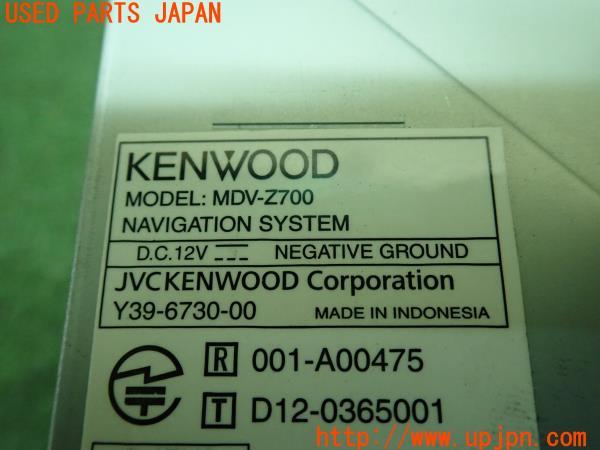 USED PARTS JAPAN
KENWOOD
MODEL: MDV-Z700
NAVIGATION SYSTEM
D.C.12V NEGATIVE GROUND
JVCKENWOOD Corporation
Y39-6730-00 MADE IN INDONESIA
R 001-A00475
T D12-0365001
http://www.upjpn.com/